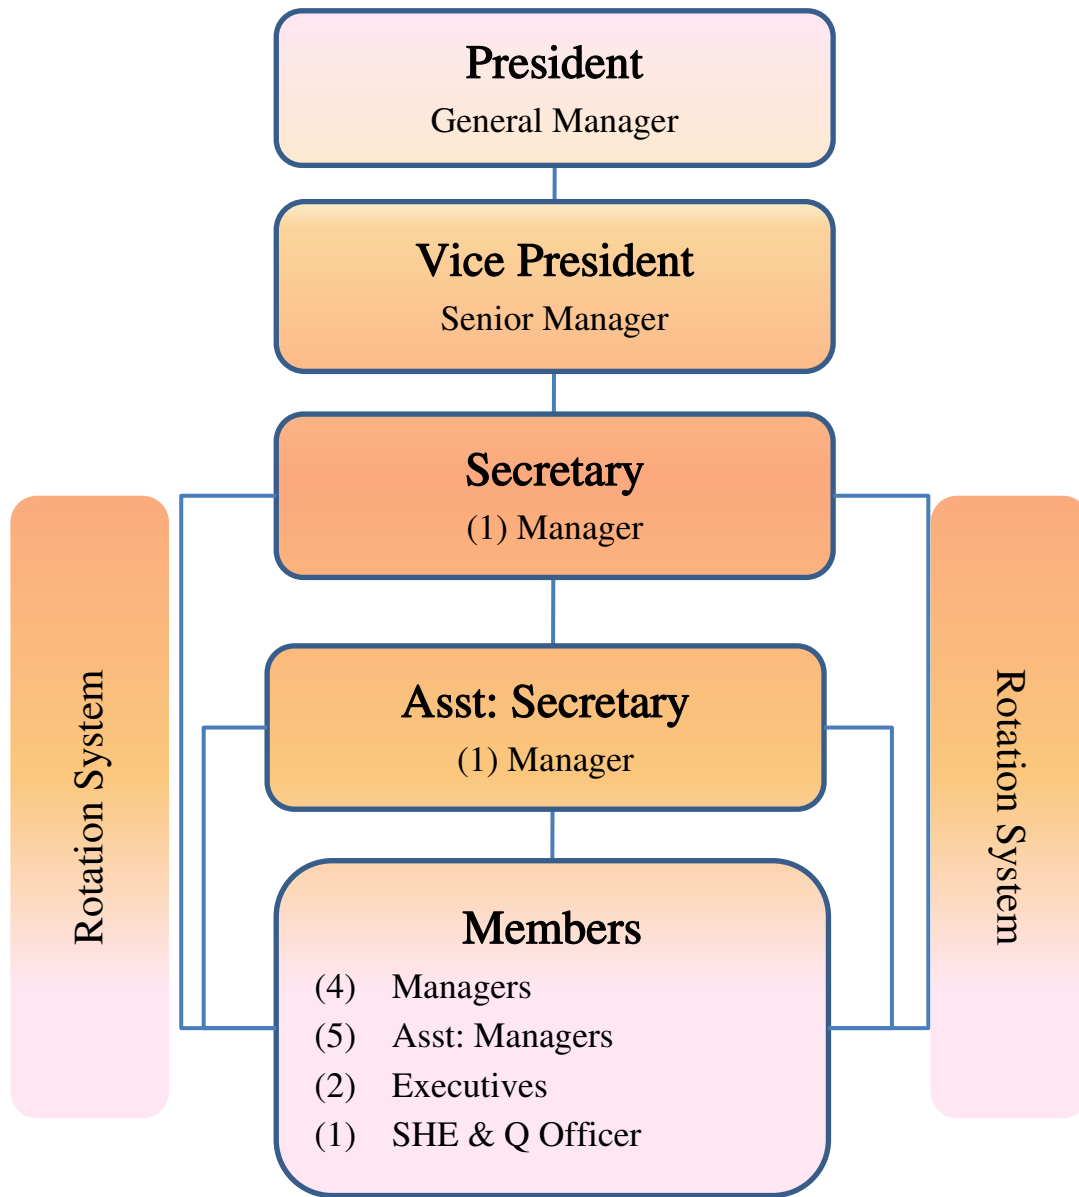 President
General Manager
Vice President
Senior Manager
Secretary
(1) Manager
Asst: Secretary
(1) Manager
Members
(4) Managers
(5) Asst: Managers
(2) Executives
(1) SHE & Q Officer
Rotation System
Rotation System